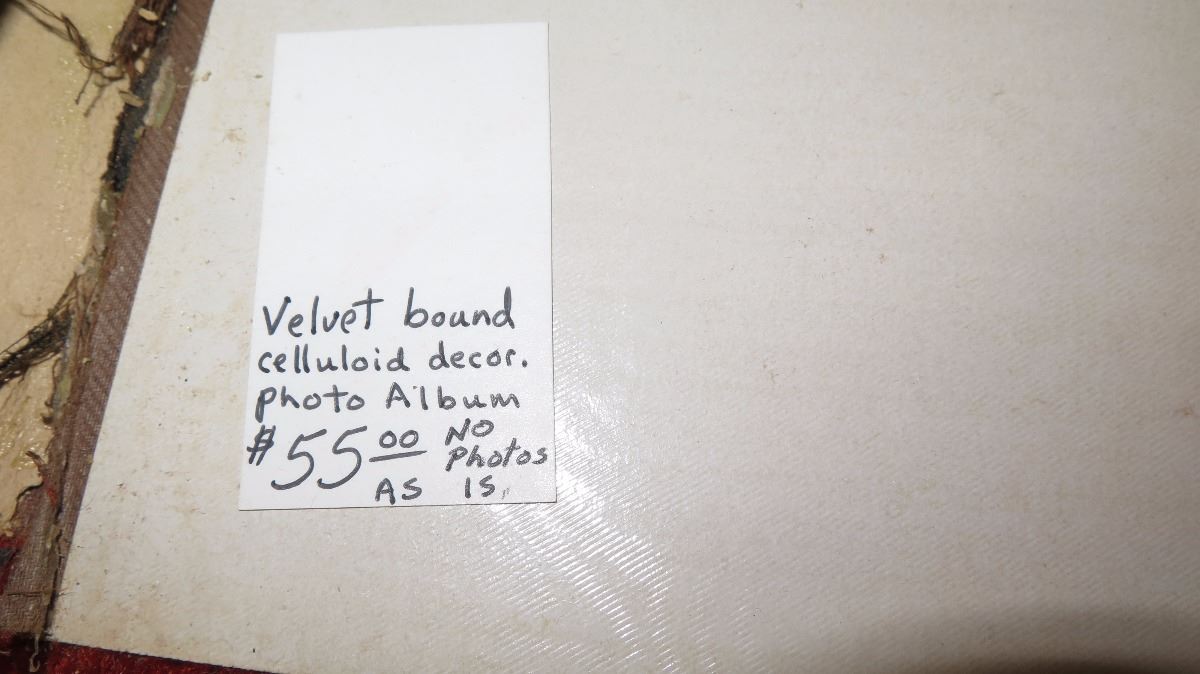 Velvet bound
celluloid decor.
photo Album
$55.00 NO
Photos
AS IS.